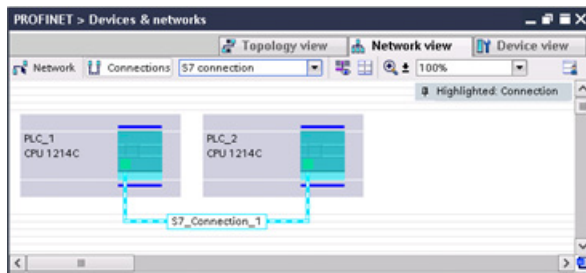 PROFINET > Devices & networks
Topology view Network view Device view
Network Connections S7 connection 100%
Highlighted: Connection
PLC_1
CPU 1214C
PLC_2
CPU 1214C
S7_Connection_1